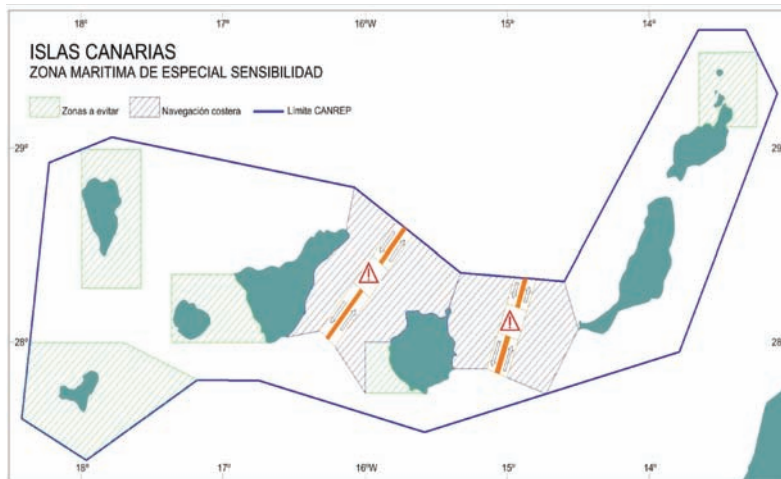 18° 17° 16°W 15° 14°
ISLAS CANARIAS
ZONA MARITIMA DE ESPECIAL SENSIBILIDAD
Zonas a evitar Navegación costera Límite CANREP
29° 29°
28° 28°
18° 17° 16°W 15° 14°